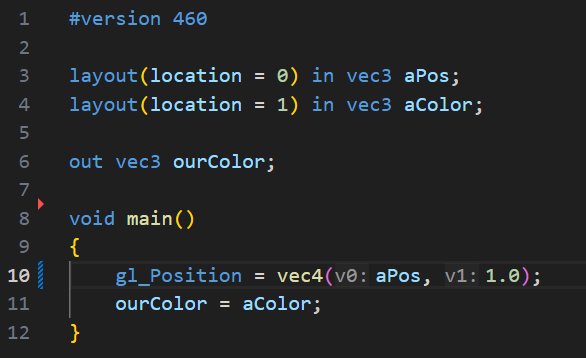 1 #version 460
2
3 layout(location = 0) in vec3 aPos;
4 layout(location = 1) in vec3 aColor;
5
6 out vec3 ourColor;
7
8 void main()
9 {
10 gl_Position = vec4(v0: aPos, v1: 1.0);
11 ourColor = aColor;
12 }